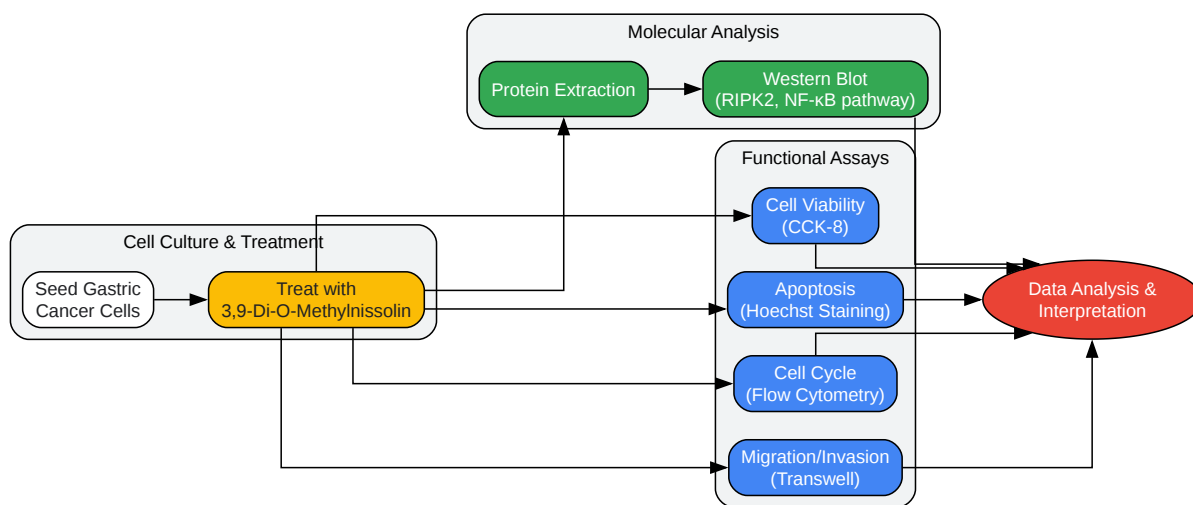 Molecular Analysis
Protein Extraction
Western Blot
(RIPK2, NF-κB pathway)
Functional Assays
Cell Viability
(CCK-8)
Cell Culture & Treatment
Seed Gastric
Cancer Cells
Treat with
3,9-Di-O-Methylnissolin
Apoptosis
(Hoechst Staining)
Data Analysis &
Interpretation
Cell Cycle
(Flow Cytometry)
Migration/Invasion
(Transwell)